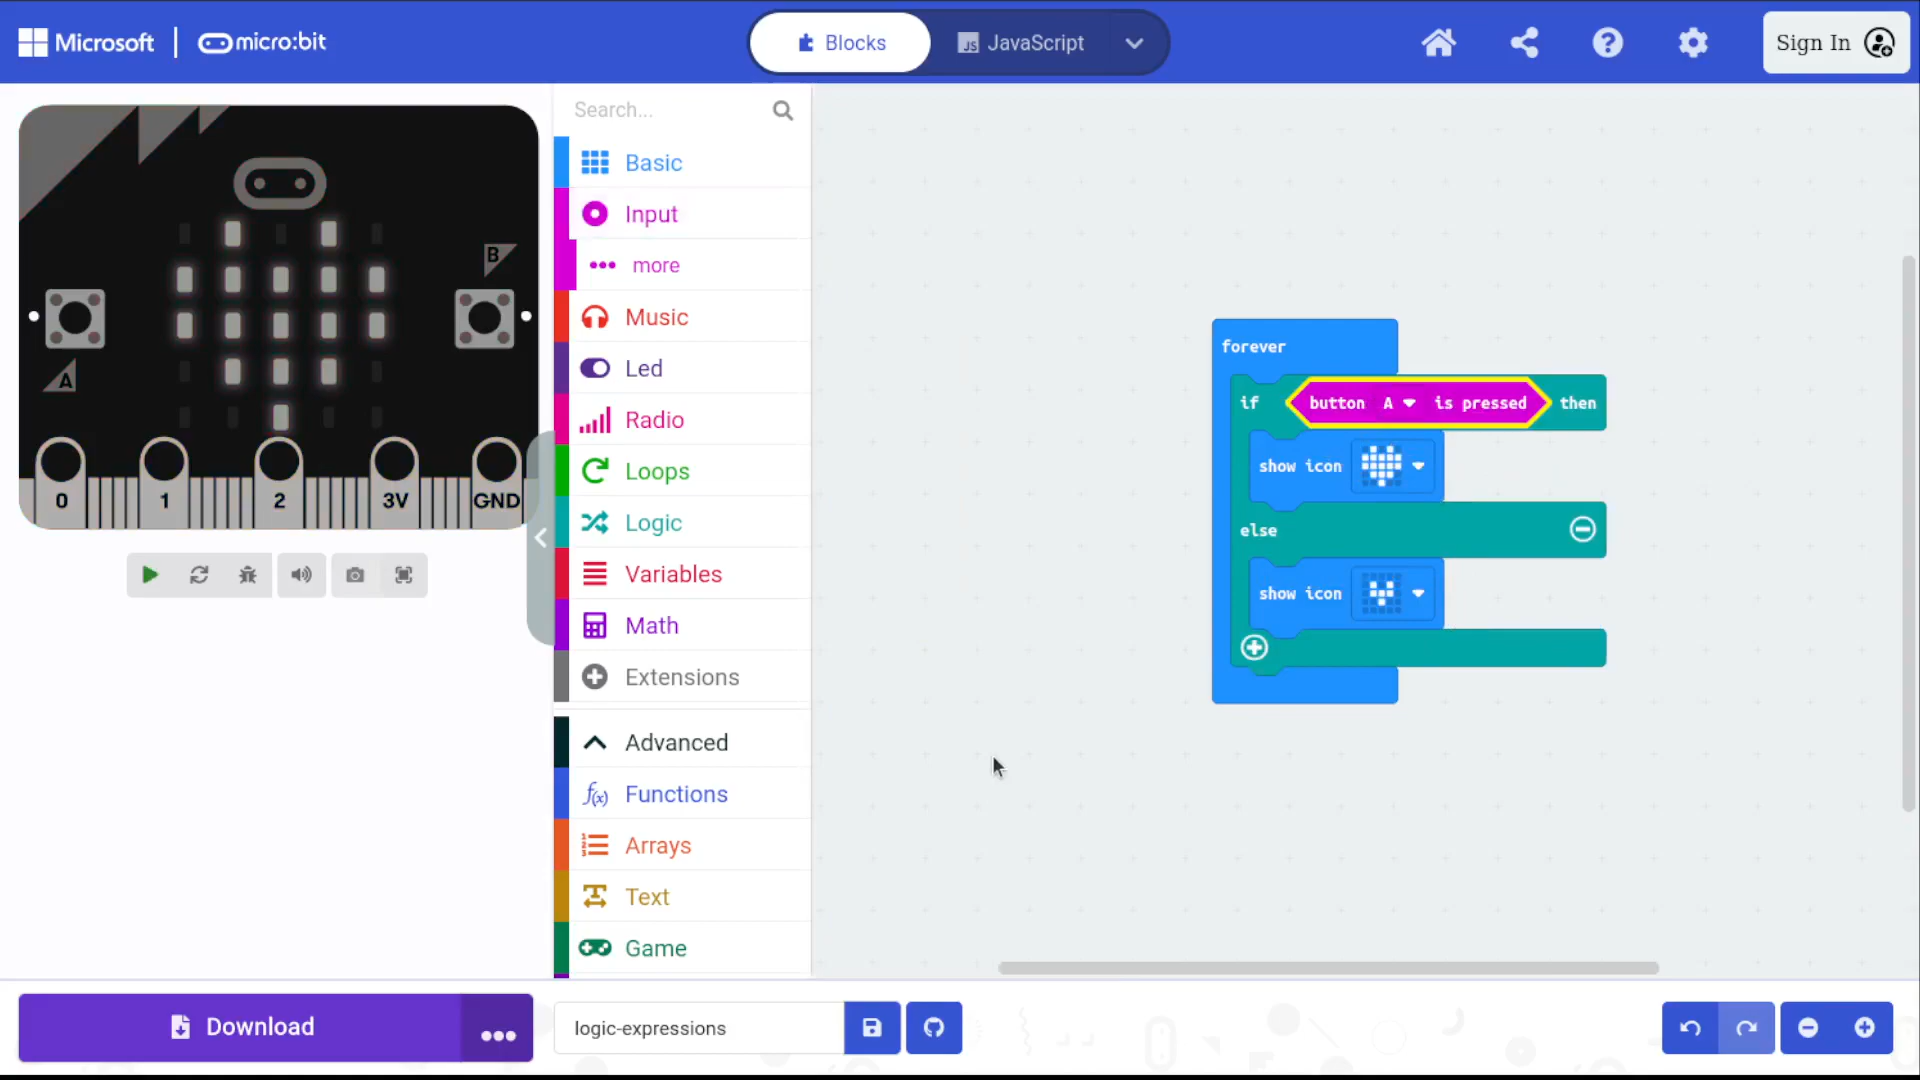 Microsoft
micro:bit
Blocks
JS JavaScript
Sign In
B
A
0 1 2 3V GND
Search...
Basic
Input
more
Music
Led
Radio
Loops
Logic
Variables
Math
Extensions
Advanced
f(x) Functions
Arrays
Text
Game
forever
if button A is pressed then
show icon
else
show icon
Download
logic-expressions